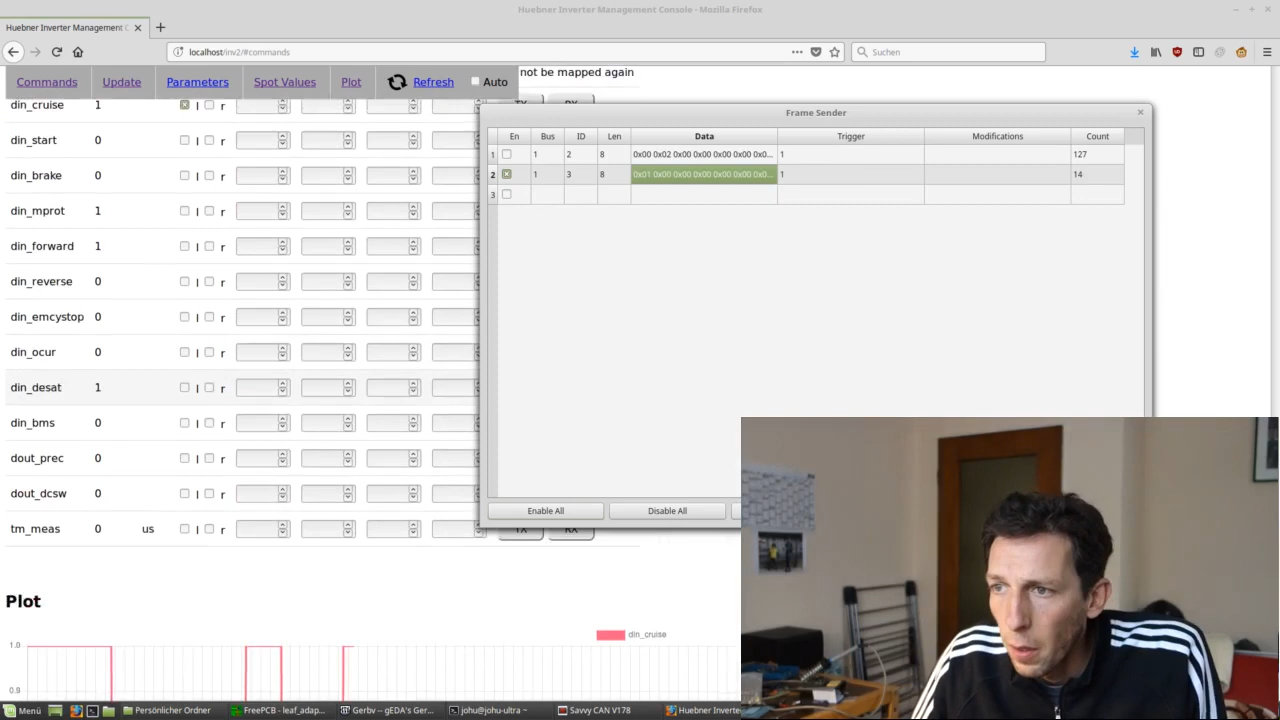 Huebner Inverter Management Console - Mozilla Firefox
Huebner Inverter Management C
localhost/inv2/#commands
Suchen
Commands Update Parameters Spot Values Plot Refresh Auto
not be mapped again
din_cruise 1 l r
din_start 0 l r
din_brake 0 l r
din_mprot 1 l r
din_forward 1 l r
din_reverse 0 l r
din_emcystop 0 l r
din_ocur 0 l r
din_desat 1 l r
din_bms 0 l r
dout_prec 0 l r
dout_dcsw 0 l r
tm_meas 0 us l r TX RX
Frame Sender
En Bus ID Len Data Trigger Modifications Count
1 1 2 8 0x00 0x02 0x00 0x00 0x00 0x00 0x0... 1 127
2 1 3 8 0x01 0x00 0x00 0x00 0x00 0x00 0x0... 1 14
3
Enable All Disable All
Plot
din_cruise
1.0
0.9
Menü Persönlicher Ordner FreePCB - leaf_adap... Gerbv -- gEDA's Ger... johu@johu-ultra ~ Savvy CAN V178 Huebner Inverte